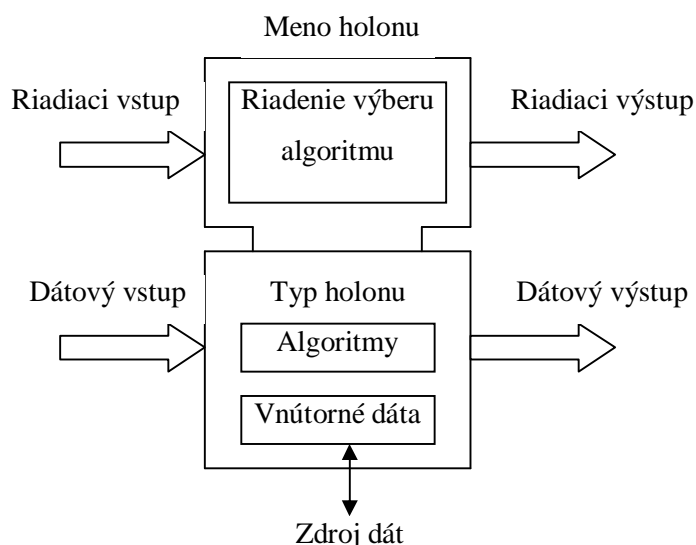 Meno holonu
Riadiaci vstup
Riadenie výberu
algoritmu
Riadiaci výstup
Dátový vstup
Typ holonu
Dátový výstup
Algoritmy
Vnútorné dáta
Zdroj dát